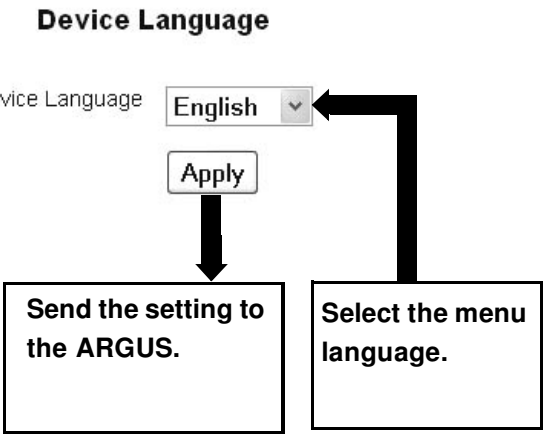 Device Language
vice Language
English
Apply
Send the setting to
the ARGUS.
Select the menu
language.